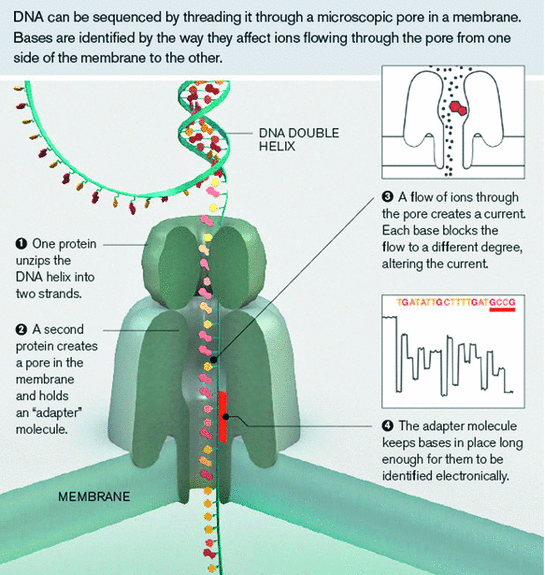 DNA can be sequenced by threading it through a microscopic pore in a membrane.
Bases are identified by the way they affect ions flowing through the pore from one
side of the membrane to the other.
DNA DOUBLE
HELIX
❶ One protein
unzips the
DNA helix into
two strands.
❷ A second
protein creates
a pore in the
membrane
and holds
an “adapter”
molecule.
MEMBRANE
❸ A flow of ions through
the pore creates a current.
Each base blocks the
flow to a different degree,
altering the current.
TGATATTGCTTTTGATGCCG
❹ The adapter molecule
keeps bases in place long
enough for them to be
identified electronically.